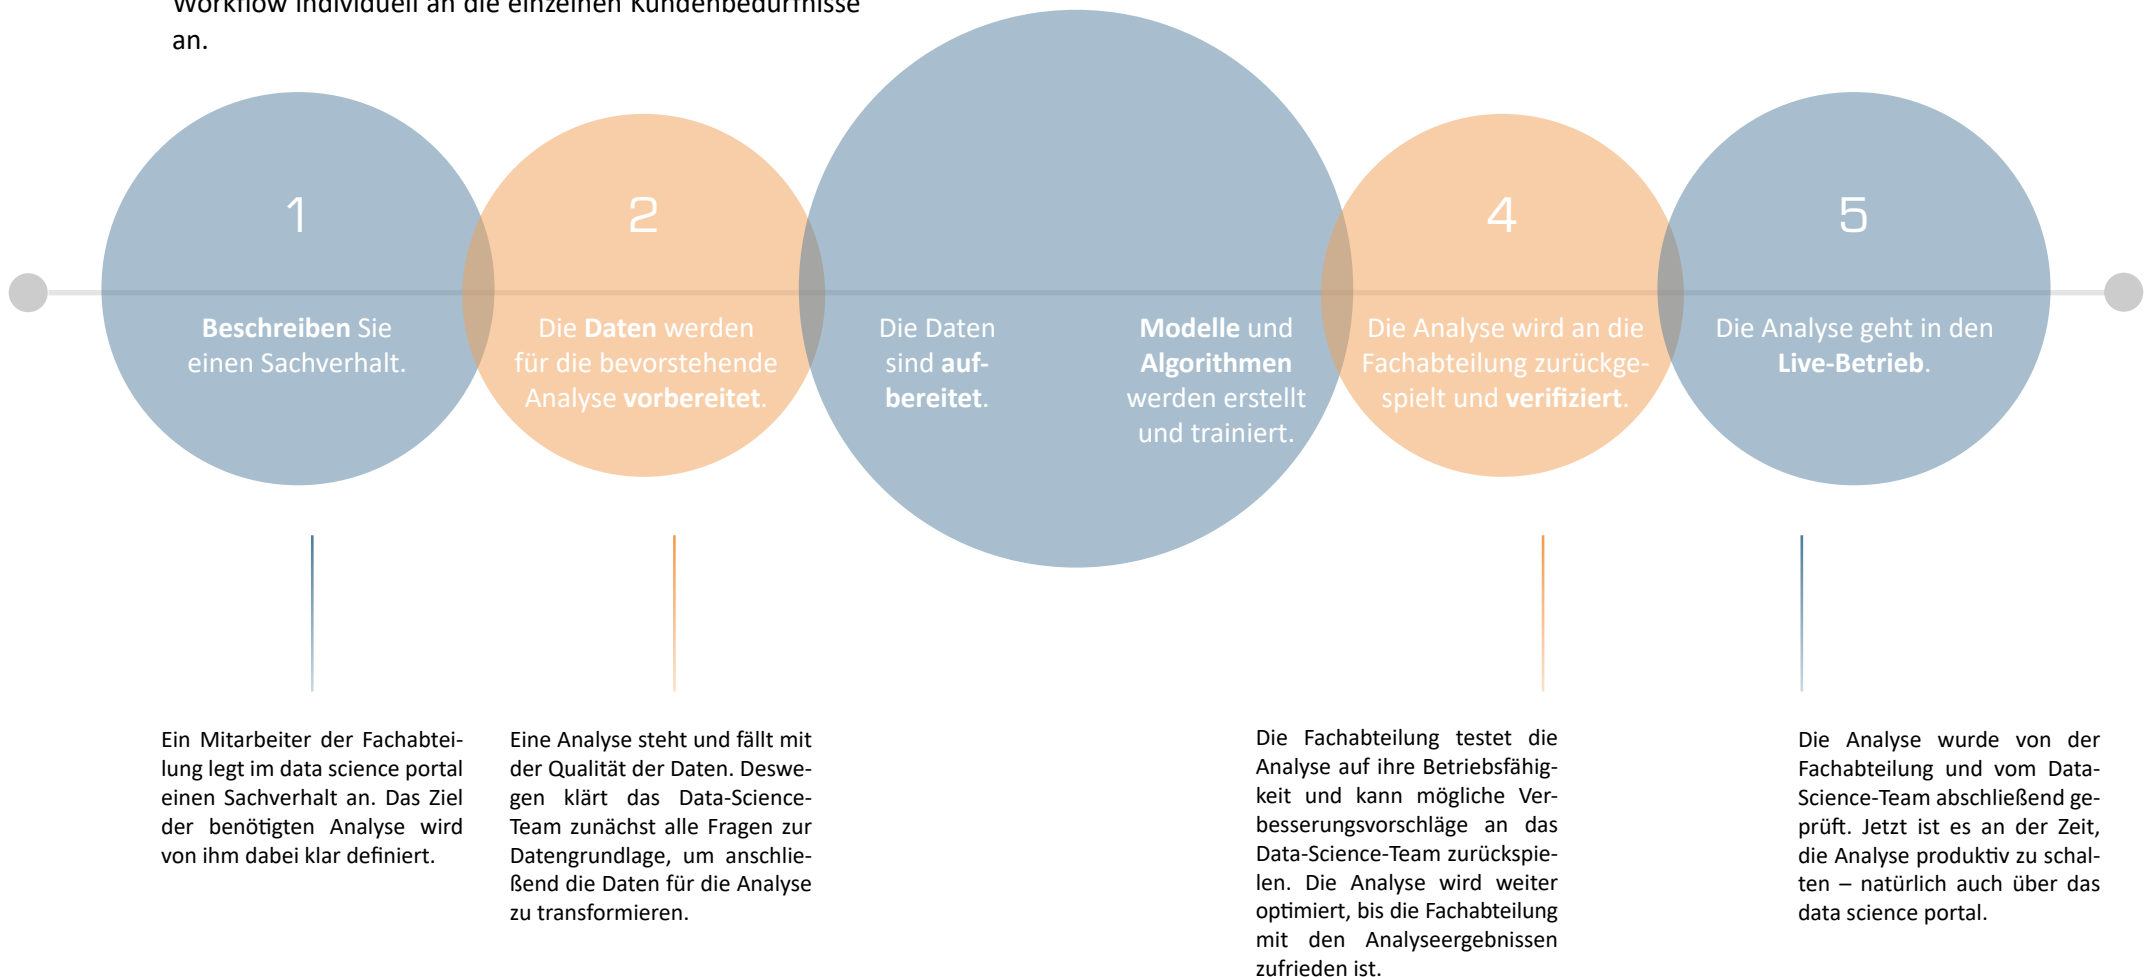 Workflow individuell an die einzelnen Kundenbedürfnisse
an.
1
Beschreiben Sie
einen Sachverhalt.
2
Die Daten werden
für die bevorstehende
Analyse vorbereitet.
Die Daten
sind auf-
bereitet.
Modelle und
Algorithmen
werden erstellt
und trainiert.
4
Die Analyse wird an die
Fachabteilung zurückge-
spielt und verifiziert.
5
Die Analyse geht in den
Live-Betrieb.
Ein Mitarbeiter der Fachabtei-
lung legt im data science portal
einen Sachverhalt an. Das Ziel
der benötigten Analyse wird
von ihm dabei klar definiert.
Eine Analyse steht und fällt mit
der Qualität der Daten. Deswe-
gen klärt das Data-Science-
Team zunächst alle Fragen zur
Datengrundlage, um anschlie-
ßend die Daten für die Analyse
zu transformieren.
Die Fachabteilung testet die
Analyse auf ihre Betriebsfähig-
keit und kann mögliche Ver-
besserungsvorschläge an das
Data-Science-Team zurückspie-
len. Die Analyse wird weiter
optimiert, bis die Fachabteilung
mit den Analyseergebnissen
zufrieden ist.
Die Analyse wurde von der
Fachabteilung und vom Data-
Science-Team abschließend ge-
prüft. Jetzt ist es an der Zeit,
die Analyse produktiv zu schal-
ten – natürlich auch über das
data science portal.